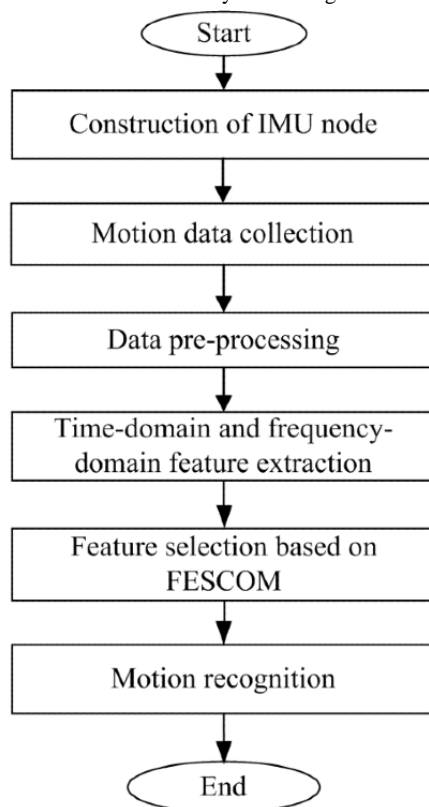 Start
Construction of IMU node
Motion data collection
Data pre-processing
Time-domain and frequency-
domain feature extraction
Feature selection based on
FESCOM
Motion recognition
End